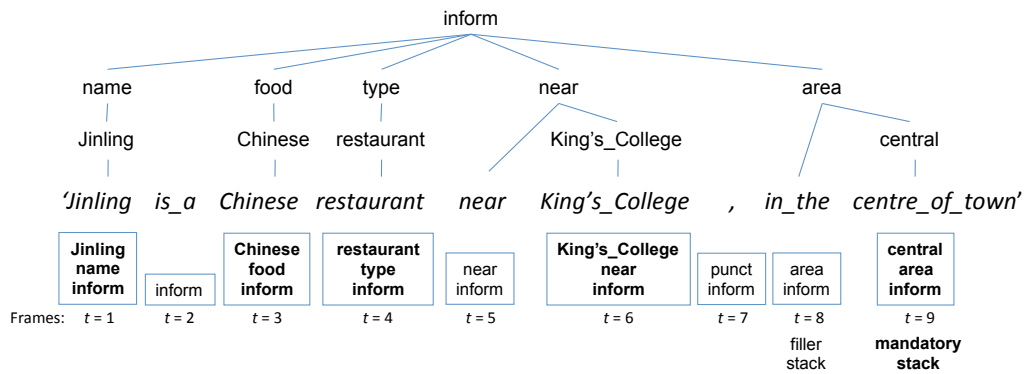 inform
name food type near area
Jinling Chinese restaurant King's_College central
‘Jinling is_a Chinese restaurant near King’s_College , in_the centre_of_town’
Jinling Chinese restaurant King's_College central
name food type near near punct area area
inform inform inform inform inform inform inform inform inform
Frames: t = 1 t = 2 t = 3 t = 4 t = 5 t = 6 t = 7 t = 8 t = 9
filler mandatory
stack stack